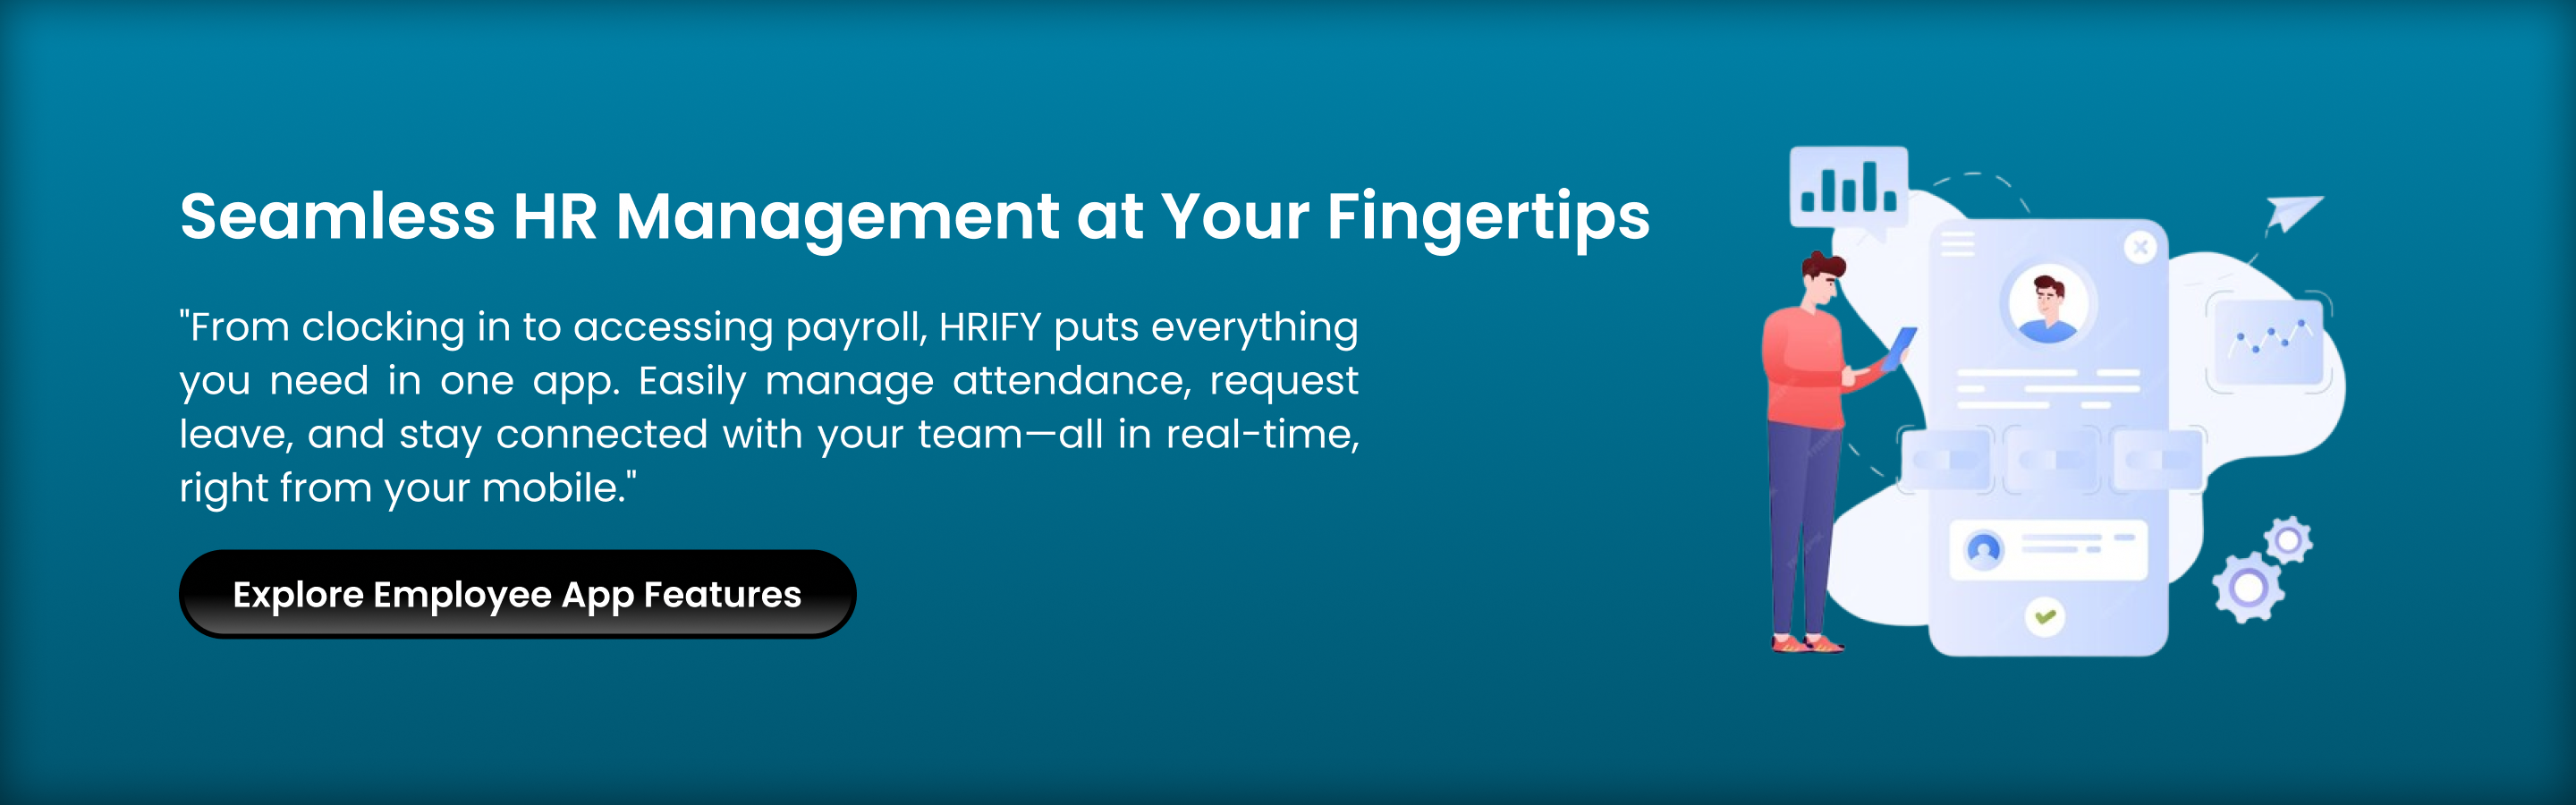 Seamless HR Management at Your Fingertips
"From clocking in to accessing payroll, HRIFY puts everything
you need in one app. Easily manage attendance, request
leave, and stay connected with your team—all in real-time,
right from your mobile."
Explore Employee App Features